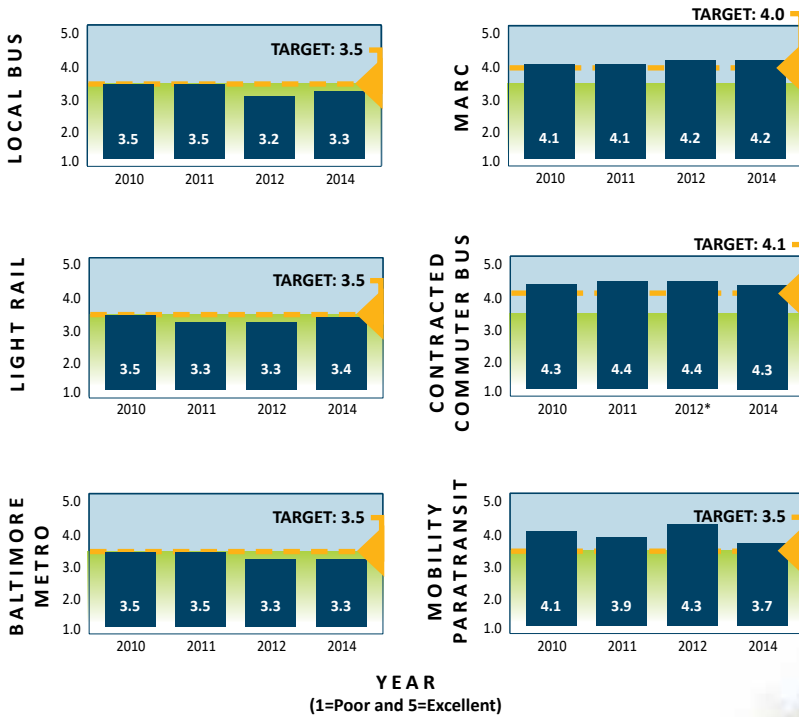 LOCAL BUS
TARGET: 3.5
5.0
4.0
3.0
2.0
1.0
3.5 3.5 3.2 3.3
2010 2011 2012 2014
MARC
TARGET: 4.0
5.0
4.0
3.0
2.0
1.0
4.1 4.1 4.2 4.2
2010 2011 2012 2014
LIGHT RAIL
TARGET: 3.5
5.0
4.0
3.0
2.0
1.0
3.5 3.3 3.3 3.4
2010 2011 2012 2014
CONTRACTED
COMMUTER BUS
TARGET: 4.1
5.0
4.0
3.0
2.0
1.0
4.3 4.4 4.4 4.3
2010 2011 2012* 2014
BALTIMORE
METRO
TARGET: 3.5
5.0
4.0
3.0
2.0
1.0
3.5 3.5 3.3 3.3
2010 2011 2012 2014
MOBILITY
PARATRANSIT
TARGET: 3.5
5.0
4.0
3.0
2.0
1.0
4.1 3.9 4.3 3.7
2010 2011 2012 2014
YEAR
(1=Poor and 5=Excellent)